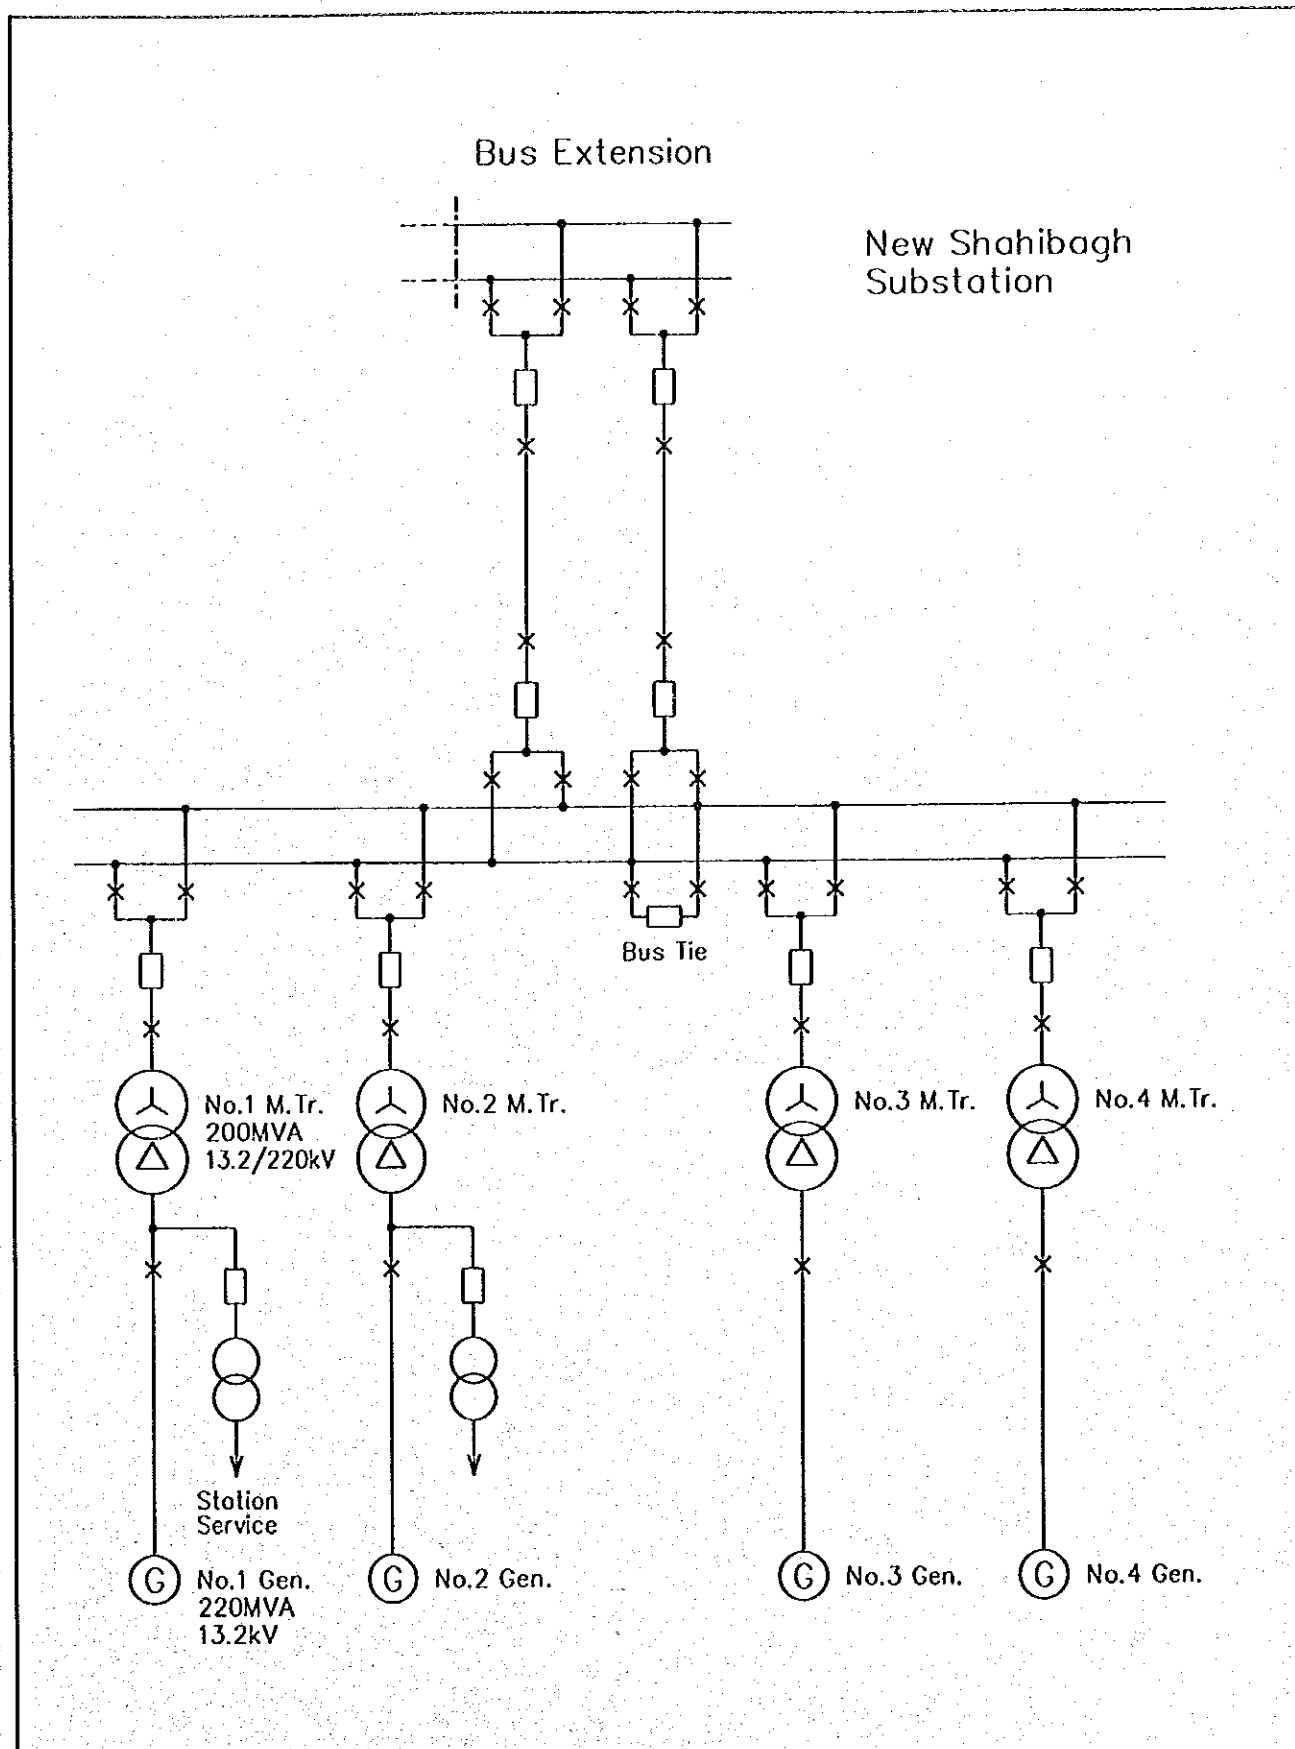 Bus Extension
New Shahibagh
Substation
Bus Tie
No.1 M.Tr.
200MVA
13.2/220kV
No.2 M.Tr.
No.3 M.Tr.
No.4 M.Tr.
Station
Service
G
No.1 Gen.
220MVA
13.2kV
G
No.2 Gen.
G
No.3 Gen.
G
No.4 Gen.